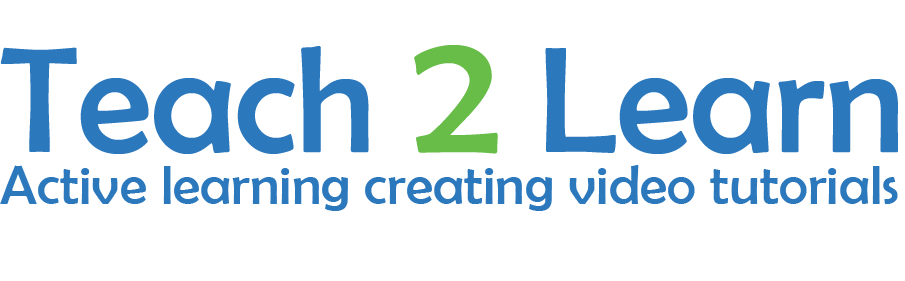 Teach 2 Learn
Active learning creating video tutorials